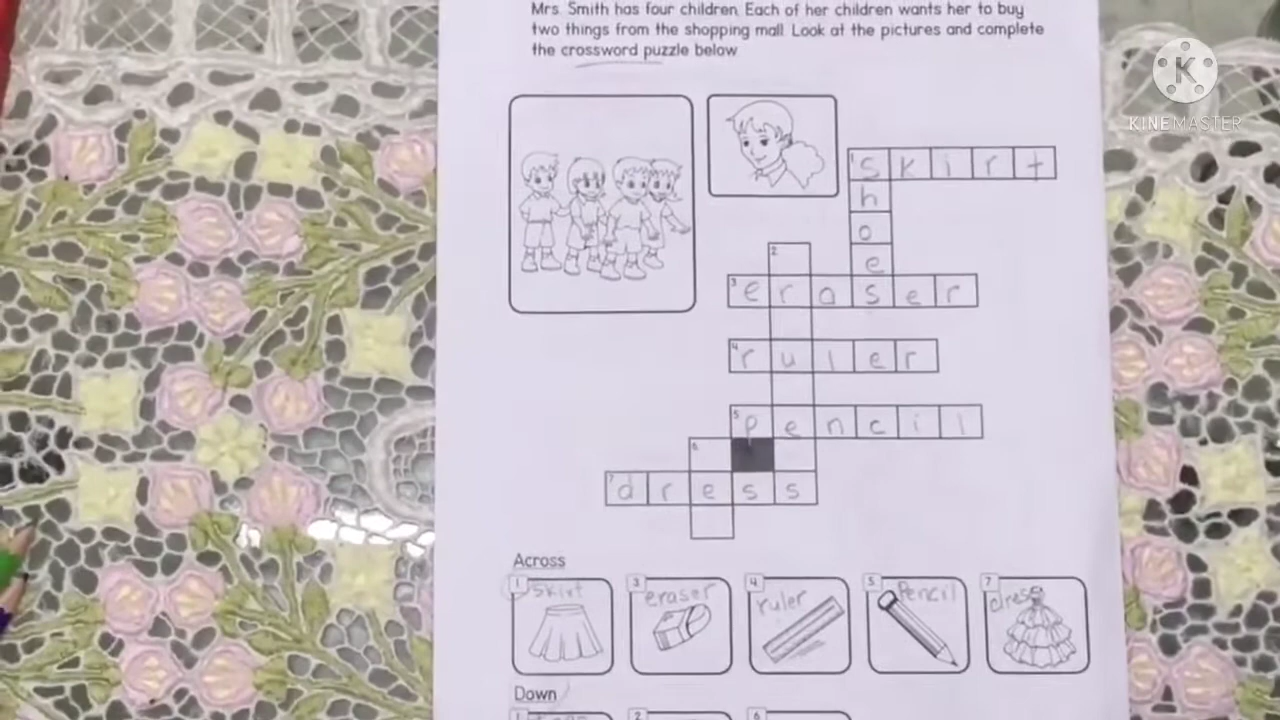 Mrs. Smith has four children. Each of her children wants her to buy
two things from the shopping mall. Look at the pictures and complete
the crossword puzzle below
KINEMASTER
K
1 s k i r t
h
o
2
e
3 e r a s e r
4 r u l e r
5 p e n c i l
6
7 d r e s s
Across
1 skirt
3 eraser
4 ruler
5 Pencil
7 dress
Down
1
2
6